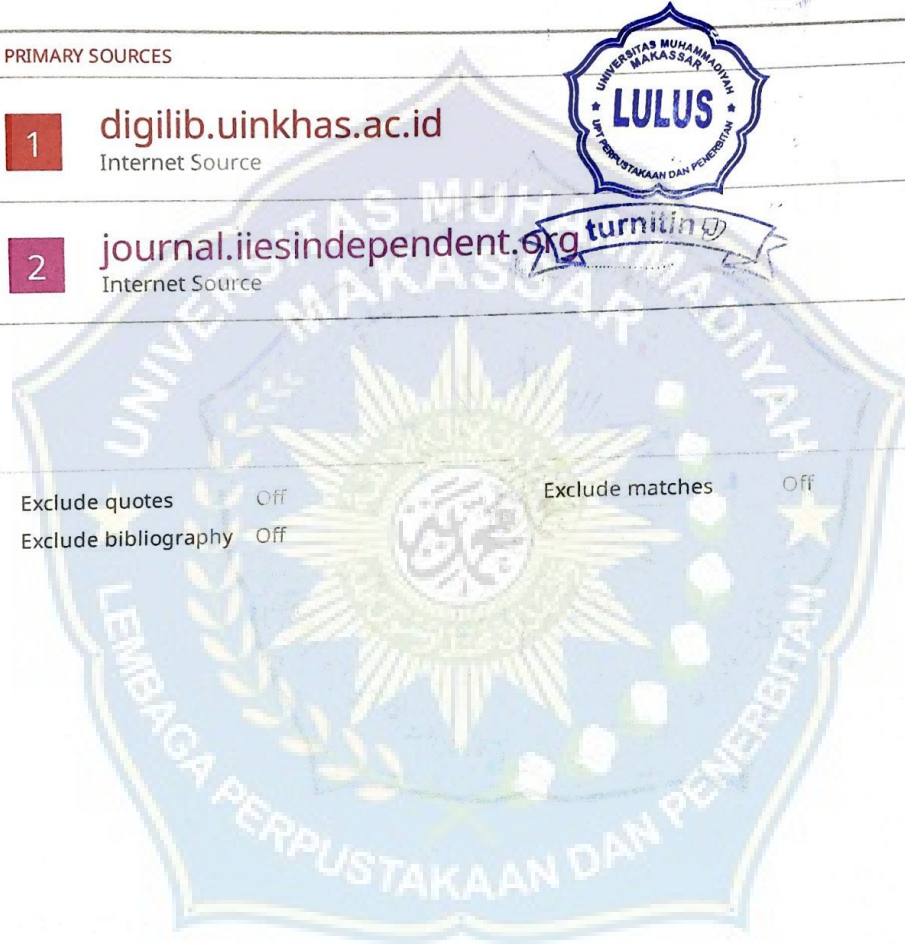 PRIMARY SOURCES
UNIVERSITAS MUHAMMADIYAH
MAKASSAR
LULUS
UPT PERPUSTAKAAN DAN PENERBITAN
turnitin
1
digilib.uinkhas.ac.id
Internet Source
2
journal.iiesindependent.org
Internet Source
Exclude quotes Off
Exclude matches Off
Exclude bibliography Off
UNIVERSITAS MUHAMMADIYAH
MAKASSAR
LEMBAGA PERPUSTAKAAN DAN PENERBITAN